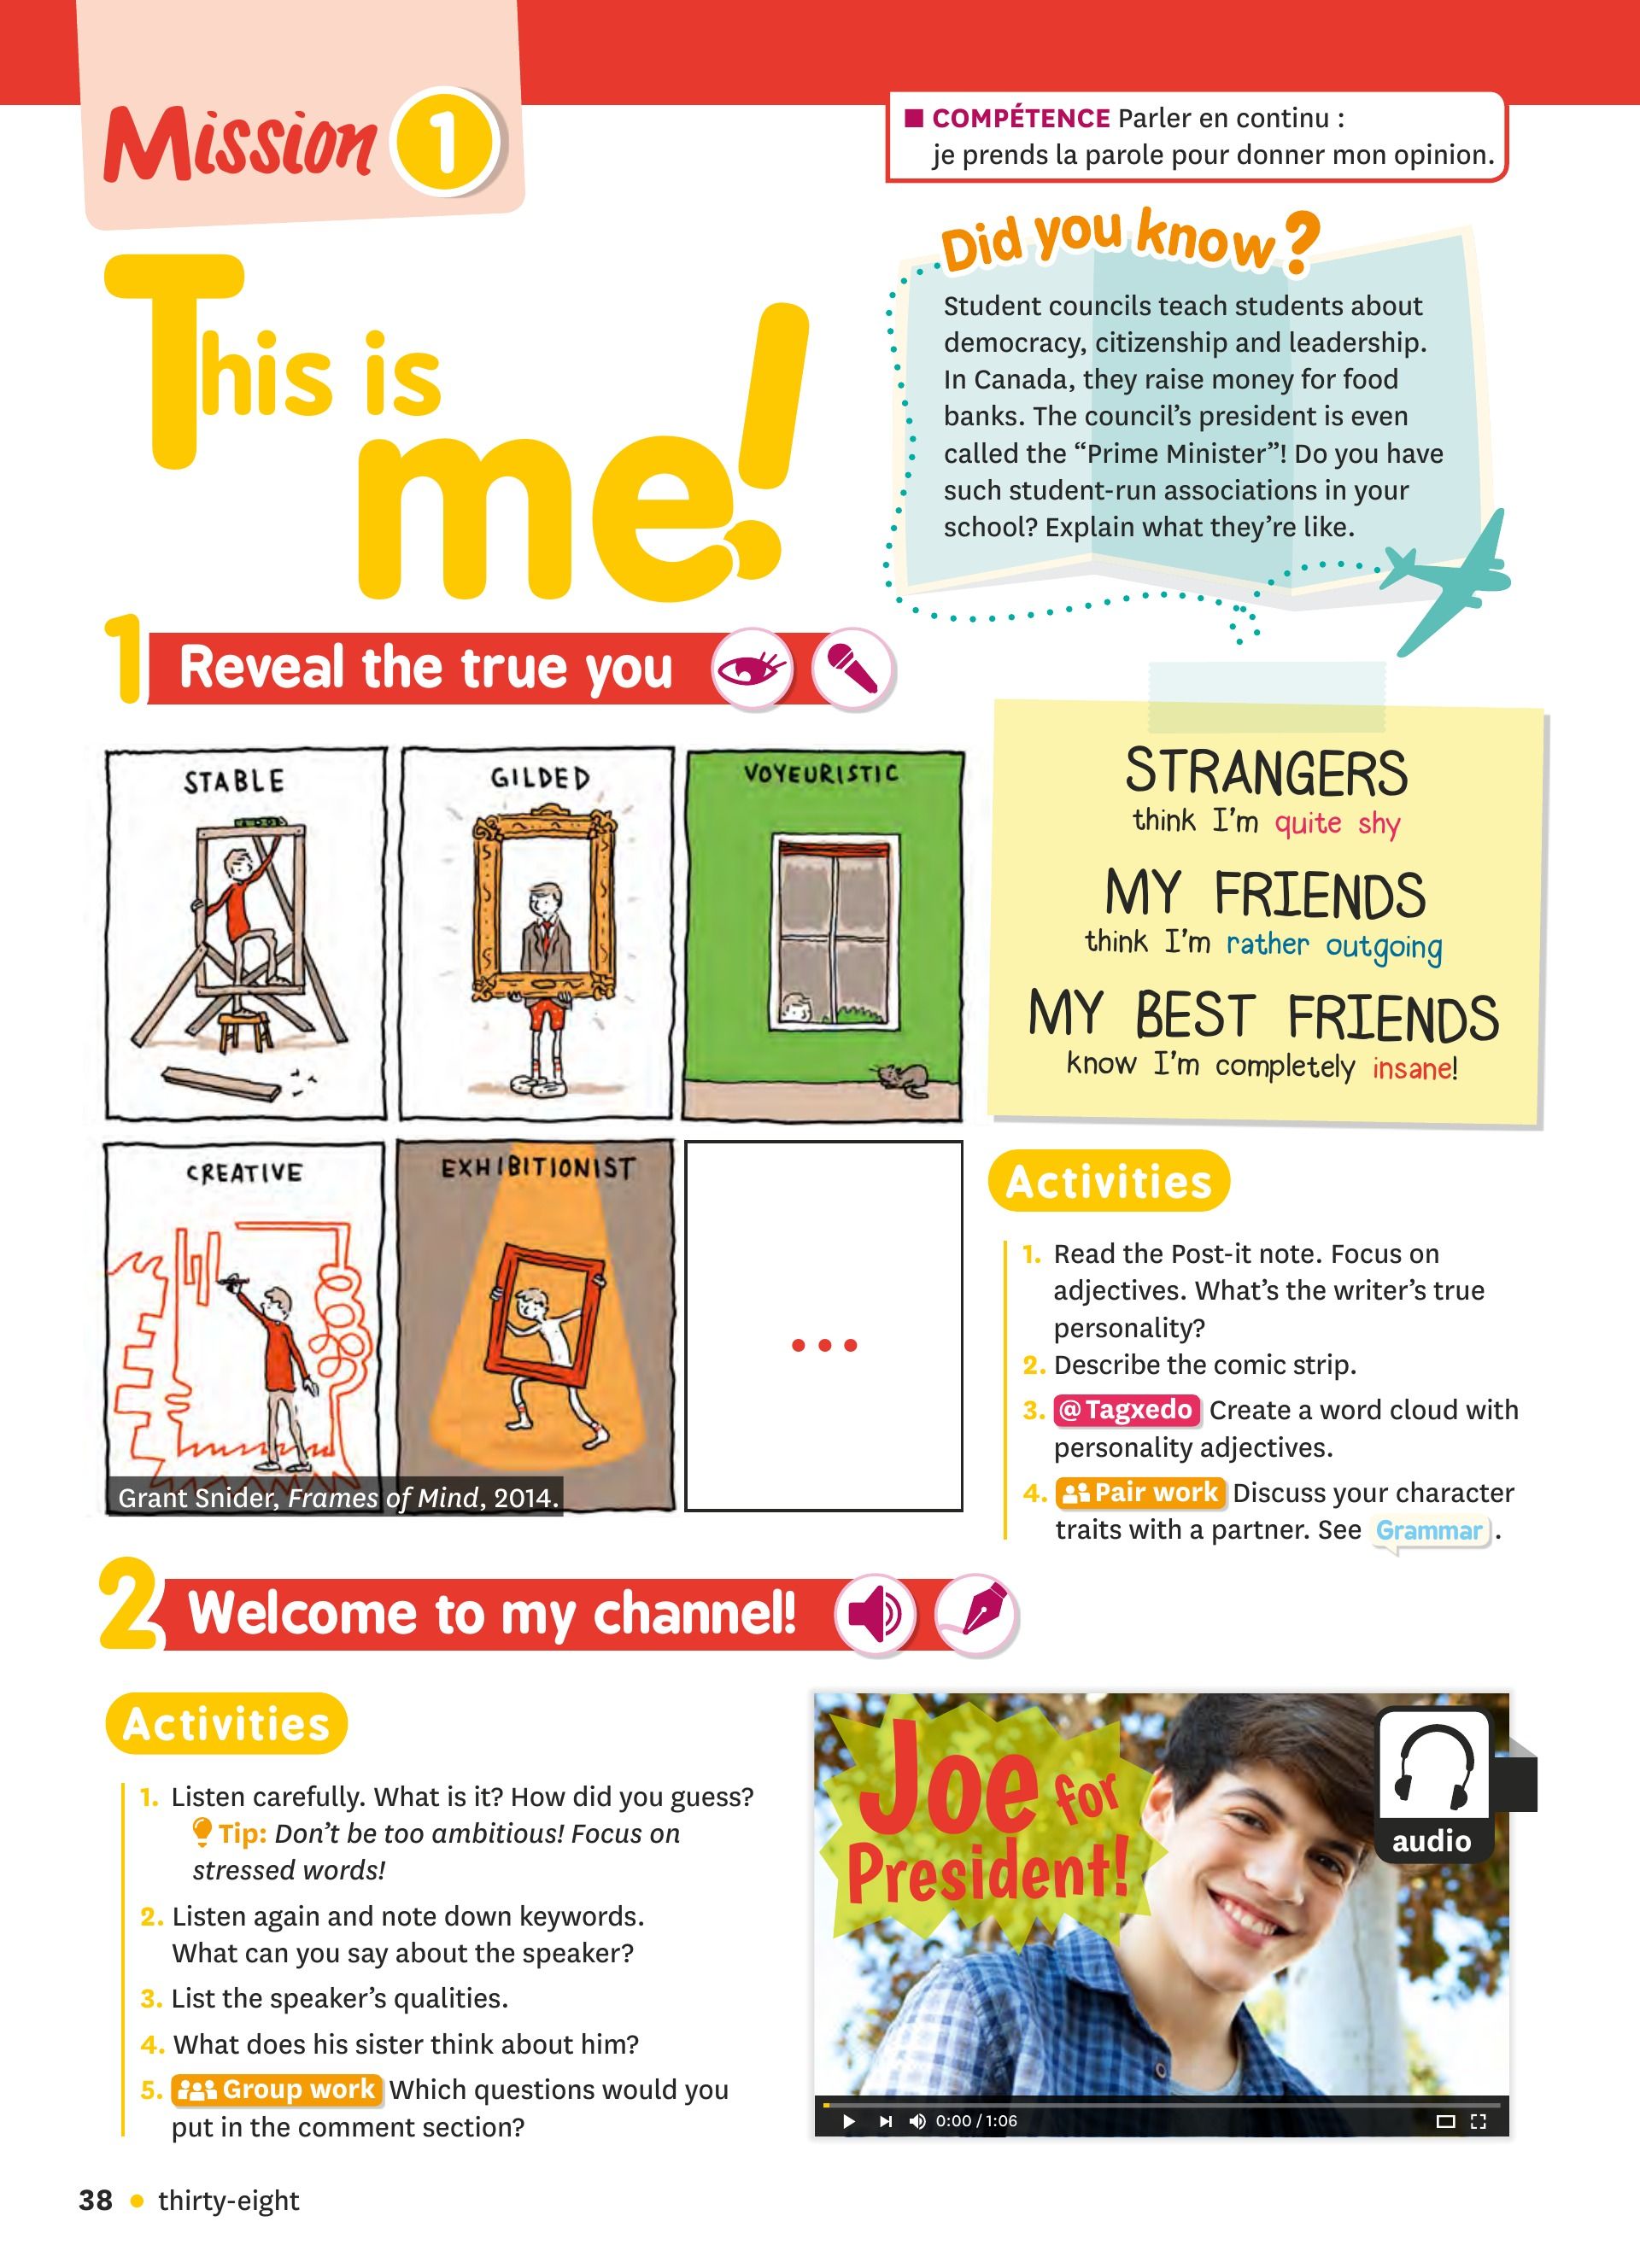 Mission 1
■ COMPÉTENCE Parler en continu :
je prends la parole pour donner mon opinion.
This is
me!
Did you know?
Student councils teach students about
democracy, citizenship and leadership.
In Canada, they raise money for food
banks. The council’s president is even
called the “Prime Minister”! Do you have
such student-run associations in your
school? Explain what they’re like.
1 Reveal the true you
STABLE
GILDED
VOYEURISTIC
CREATIVE
EXHIBITIONIST
...
Grant Snider, Frames of Mind, 2014.
STRANGERS
think I’m quite shy
MY FRIENDS
think I’m rather outgoing
MY BEST FRIENDS
know I’m completely insane!
Activities
1. Read the Post-it note. Focus on
adjectives. What’s the writer’s true
personality?
2. Describe the comic strip.
3. @Tagxedo Create a word cloud with
personality adjectives.
4. Pair work Discuss your character
traits with a partner. See Grammar.
2 Welcome to my channel!
Activities
1. Listen carefully. What is it? How did you guess?
Tip: Don’t be too ambitious! Focus on
stressed words!
2. Listen again and note down keywords.
What can you say about the speaker?
3. List the speaker’s qualities.
4. What does his sister think about him?
5. Group work Which questions would you
put in the comment section?
Joe for
President!
audio
0:00 / 1:06
38 • thirty-eight